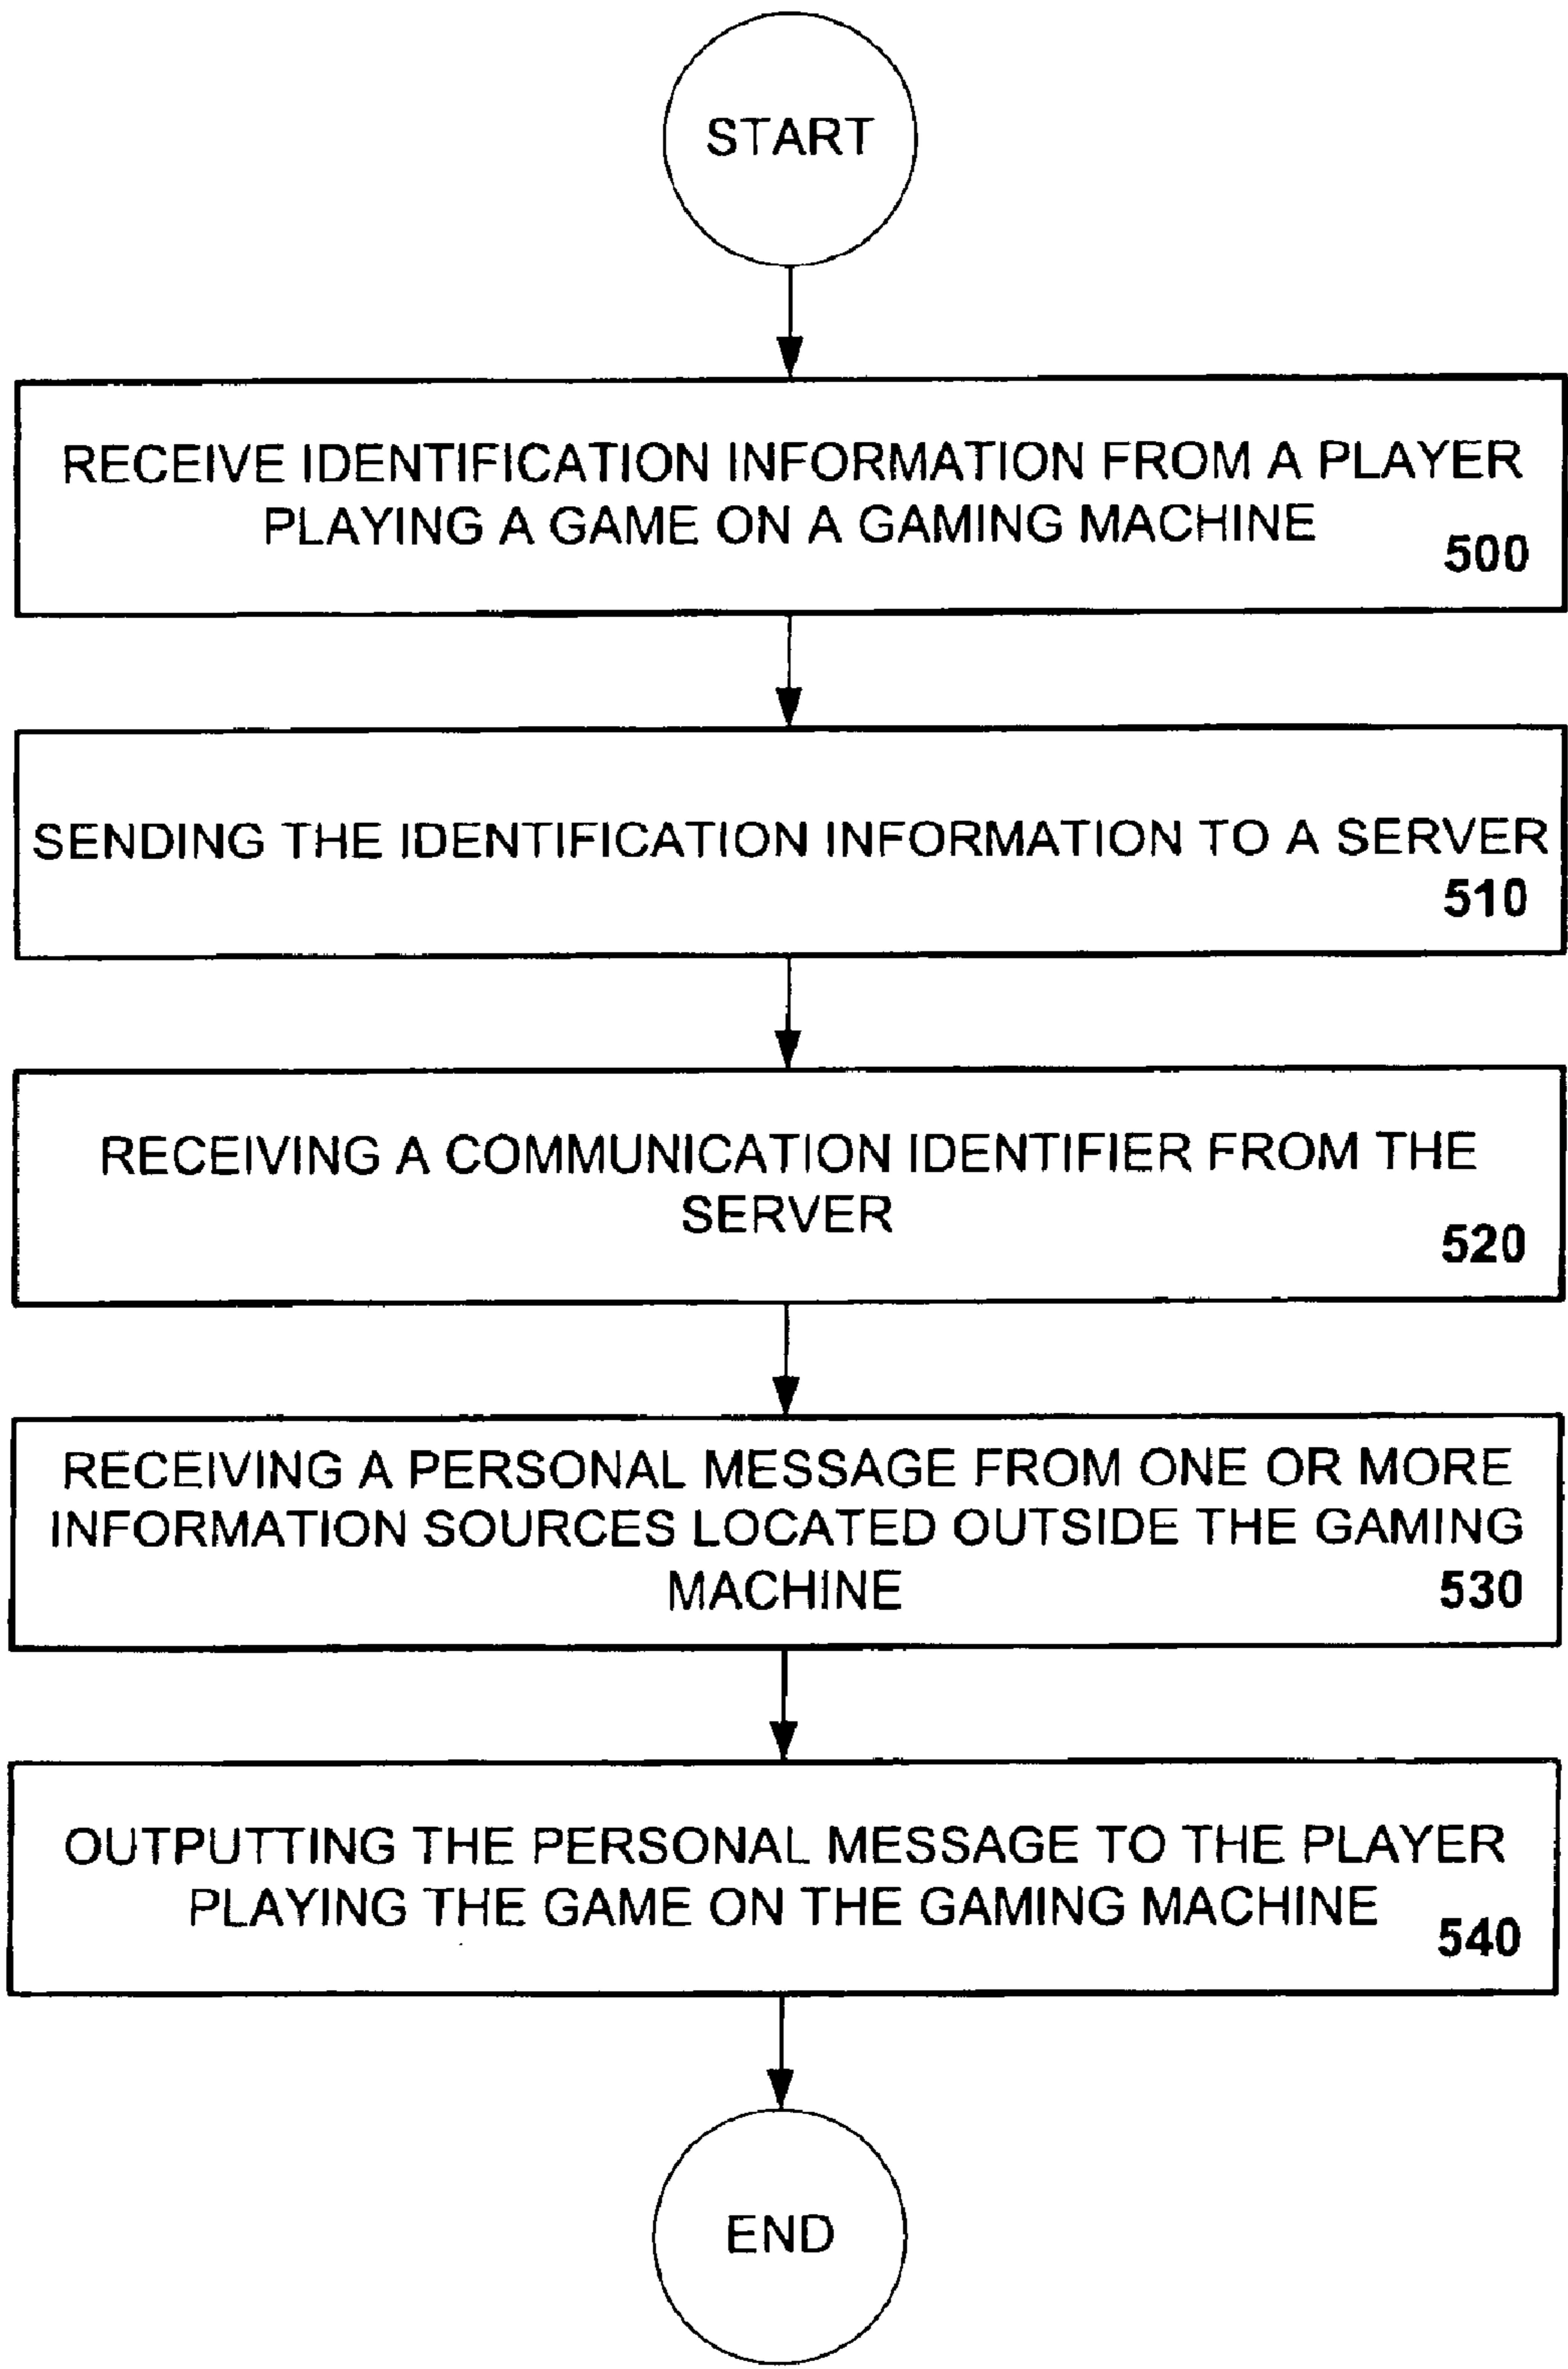 START
RECEIVE IDENTIFICATION INFORMATION FROM A PLAYER
PLAYING A GAME ON A GAMING MACHINE
500
SENDING THE IDENTIFICATION INFORMATION TO A SERVER
510
RECEIVING A COMMUNICATION IDENTIFIER FROM THE
SERVER
520
RECEIVING A PERSONAL MESSAGE FROM ONE OR MORE
INFORMATION SOURCES LOCATED OUTSIDE THE GAMING
MACHINE
530
OUTPUTTING THE PERSONAL MESSAGE TO THE PLAYER
PLAYING THE GAME ON THE GAMING MACHINE
540
END